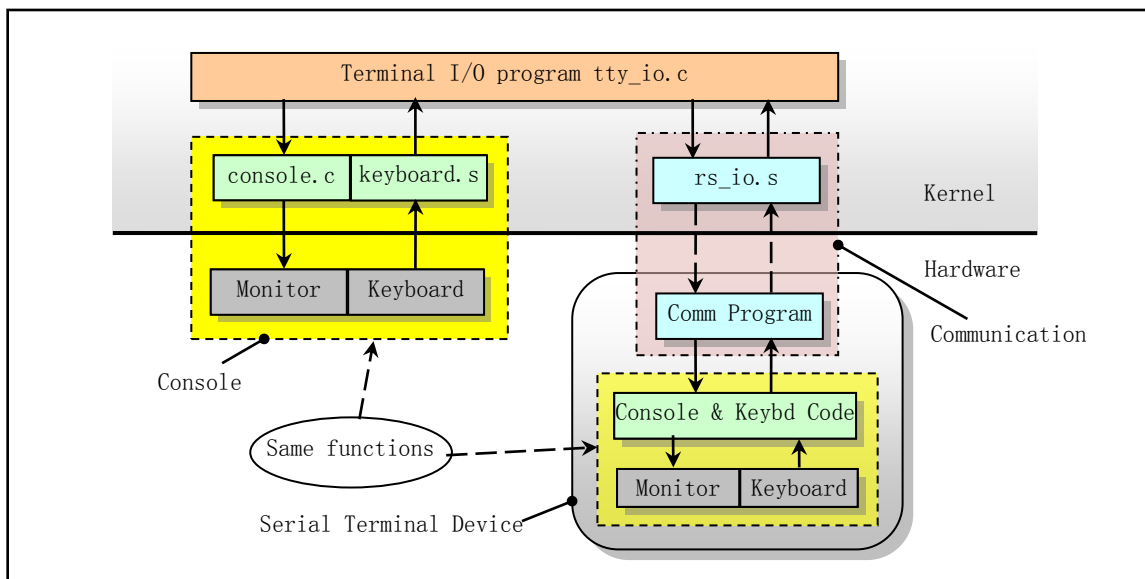 Terminal I/O program tty_io.c
console.c
keyboard.s
rs_io.s
Kernel
Hardware
Monitor
Keyboard
Comm Program
Communication
Console
Console & Keybd Code
Same functions
Monitor
Keyboard
Serial Terminal Device